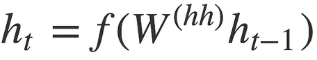 h_t = f(W^{(hh)}h_{t-1})